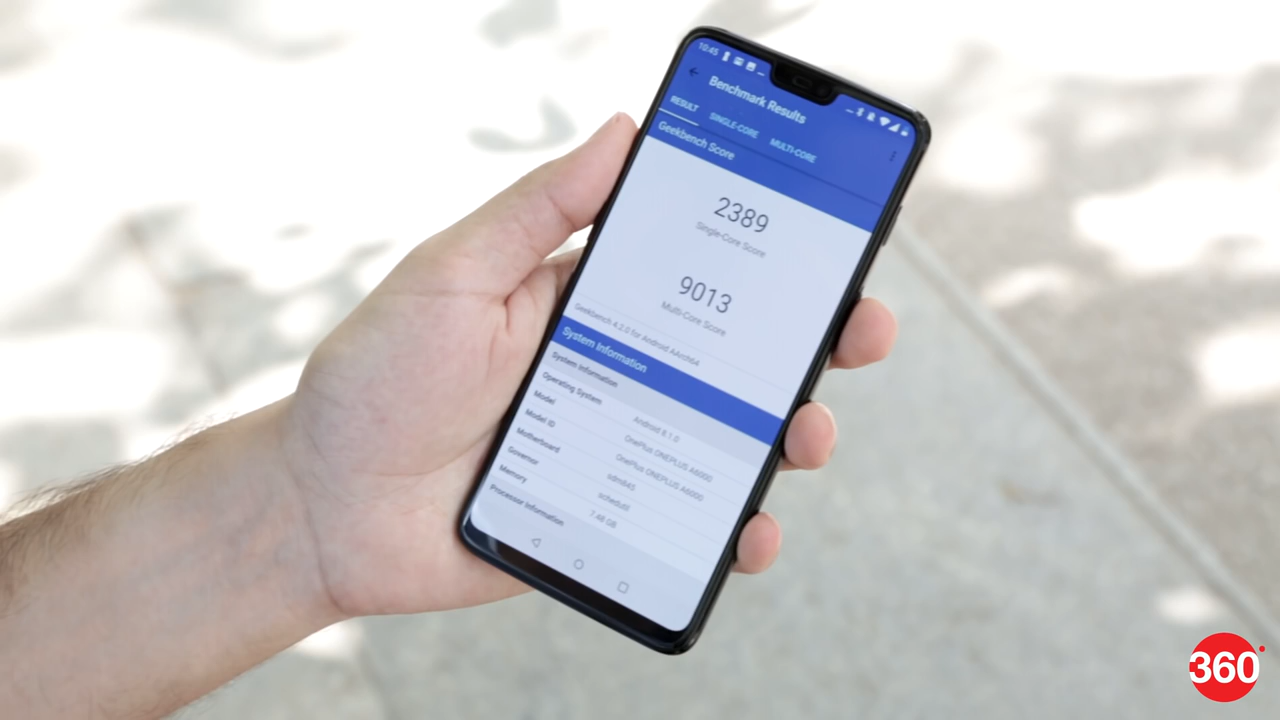 10:45
Benchmark Results
RESULT SINGLE-CORE MULTI-CORE
Geekbench Score
2389
Single-Core Score
9013
Multi-Core Score
Geekbench 4.2.0 for Android AArch64
System Information
System Information
Operating System Android 8.1.0
Model OnePlus ONEPLUS A6000
Model ID OnePlus ONEPLUS A6000
Motherboard sdm845
Governor schedutil
Memory 7.48 GB
Processor Information
360